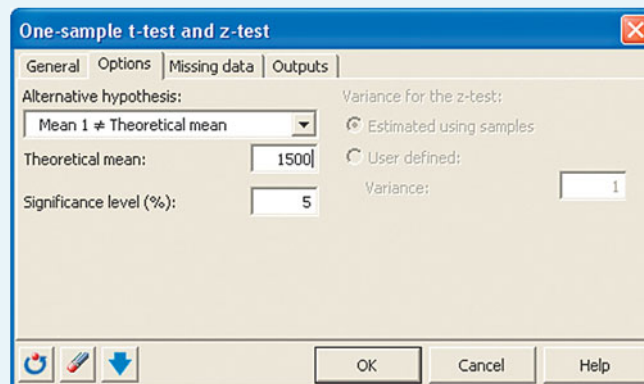 One-sample t-test and z-test
General Options Missing data Outputs
Alternative hypothesis:
Mean 1 ≠ Theoretical mean
Theoretical mean: 1500
Significance level (%): 5
Variance for the z-test:
Estimated using samples
User defined:
Variance: 1
OK Cancel Help